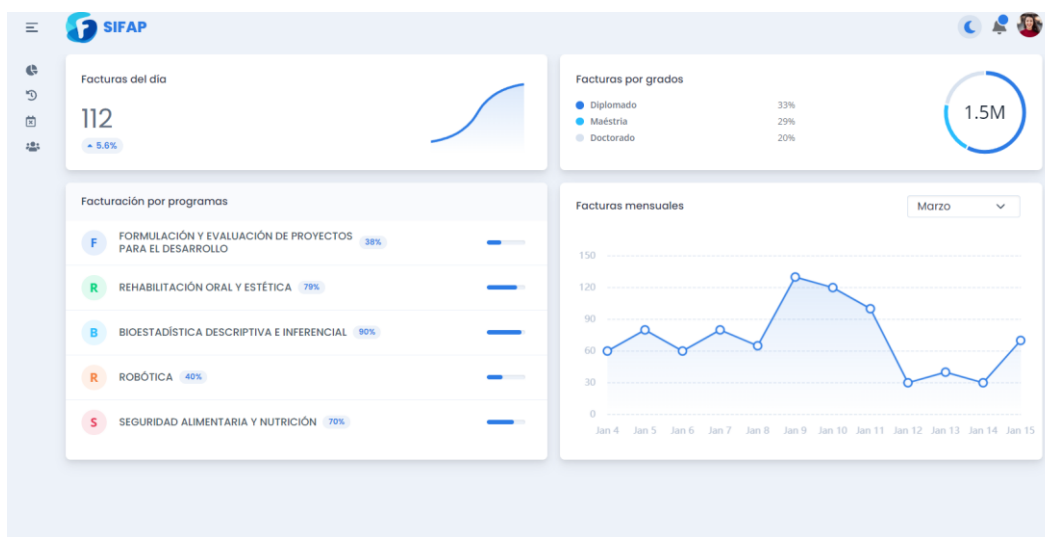 SIFAP
Facturas del día
112
5.6%
Facturas por grados
Diplomado 33%
Maéstria 29%
Doctorado 20%
1.5M
Facturación por programas
F FORMULACIÓN Y EVALUACIÓN DE PROYECTOS
PARA EL DESARROLLO 38%
R REHABILITACIÓN ORAL Y ESTÉTICA 79%
B BIOESTADÍSTICA DESCRIPTIVA E INFERENCIAL 90%
R ROBÓTICA 40%
S SEGURIDAD ALIMENTARIA Y NUTRICIÓN 70%
Facturas mensuales
Marzo
150
120
90
60
30
0
Jan 4 Jan 5 Jan 6 Jan 7 Jan 8 Jan 9 Jan 10 Jan 11 Jan 12 Jan 13 Jan 14 Jan 15